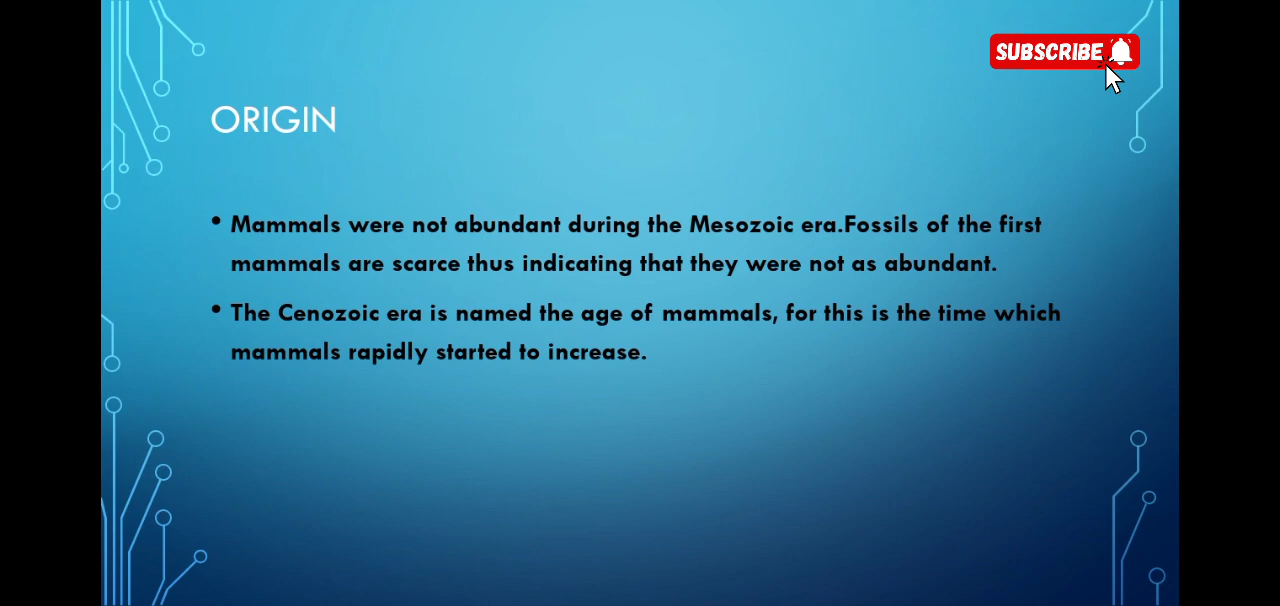 SUBSCRIBE
ORIGIN
• Mammals were not abundant during the Mesozoic era.Fossils of the first
mammals are scarce thus indicating that they were not as abundant.
• The Cenozoic era is named the age of mammals, for this is the time which
mammals rapidly started to increase.